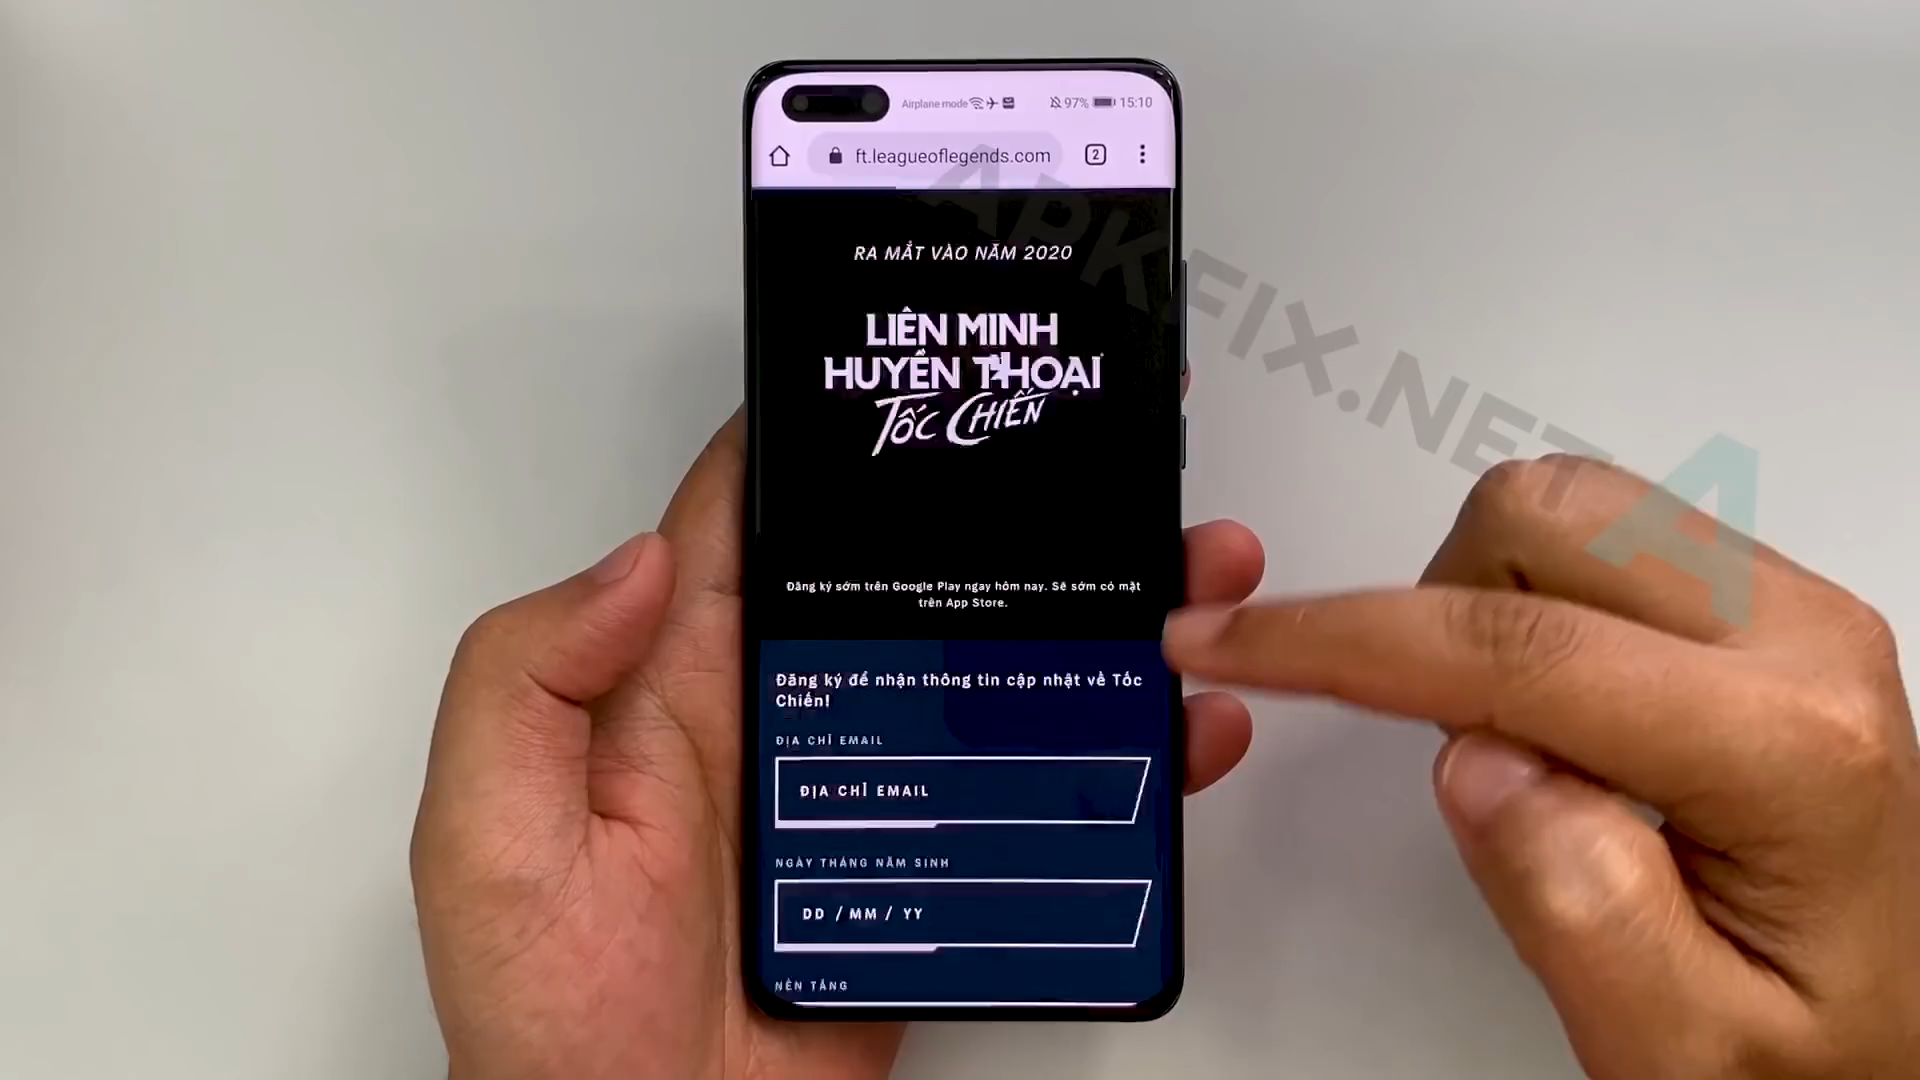 Airplane mode 97% 15:10
ft.leagueoflegends.com 2
RA MẮT VÀO NĂM 2020
LIÊN MINH
HUYỀN THOẠI
TỐC CHIẾN
Đăng ký sớm trên Google Play ngay hôm nay. Sẽ sớm có mặt
trên App Store.
Đăng ký để nhận thông tin cập nhật về Tốc
Chiến!
ĐỊA CHỈ EMAIL
ĐỊA CHỈ EMAIL
NGÀY THÁNG NĂM SINH
DD / MM / YY
NỀN TẢNG
APKFIX.NET
A